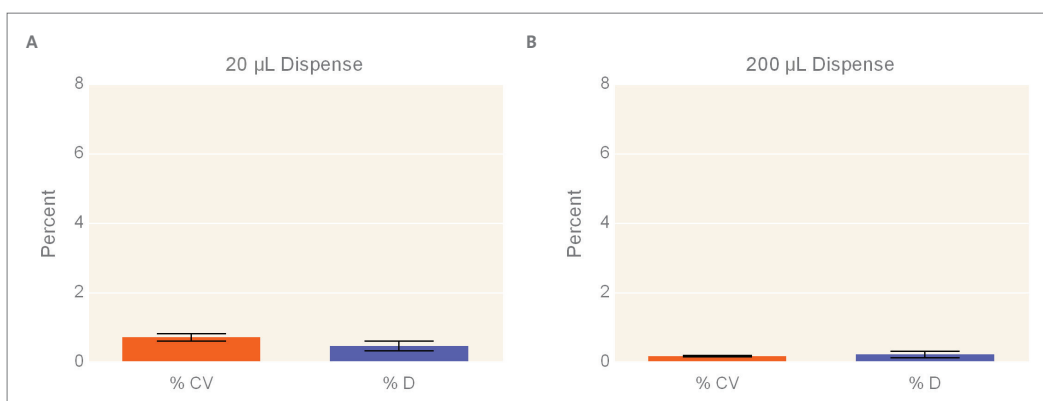 A
20 µL Dispense
Percent
8
6
4
2
0
% CV
% D
B
200 µL Dispense
Percent
8
6
4
2
0
% CV
% D